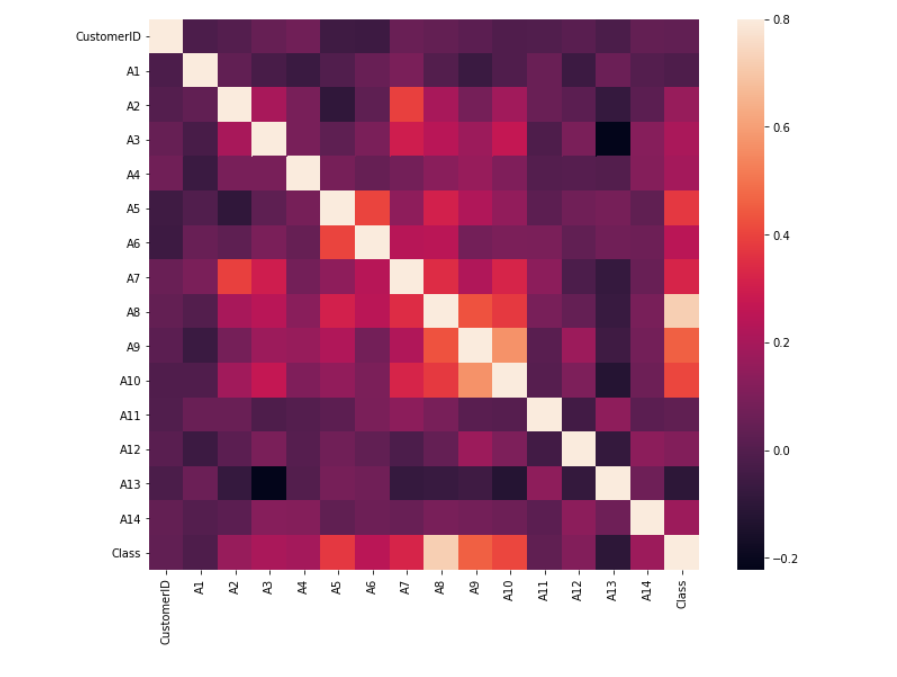 CustomerID
A1
A2
A3
A4
A5
A6
A7
A8
A9
A10
A11
A12
A13
A14
Class
CustomerID A1 A2 A3 A4 A5 A6 A7 A8 A9 A10 A11 A12 A13 A14 Class
0.8
0.6
0.4
0.2
0.0
−0.2